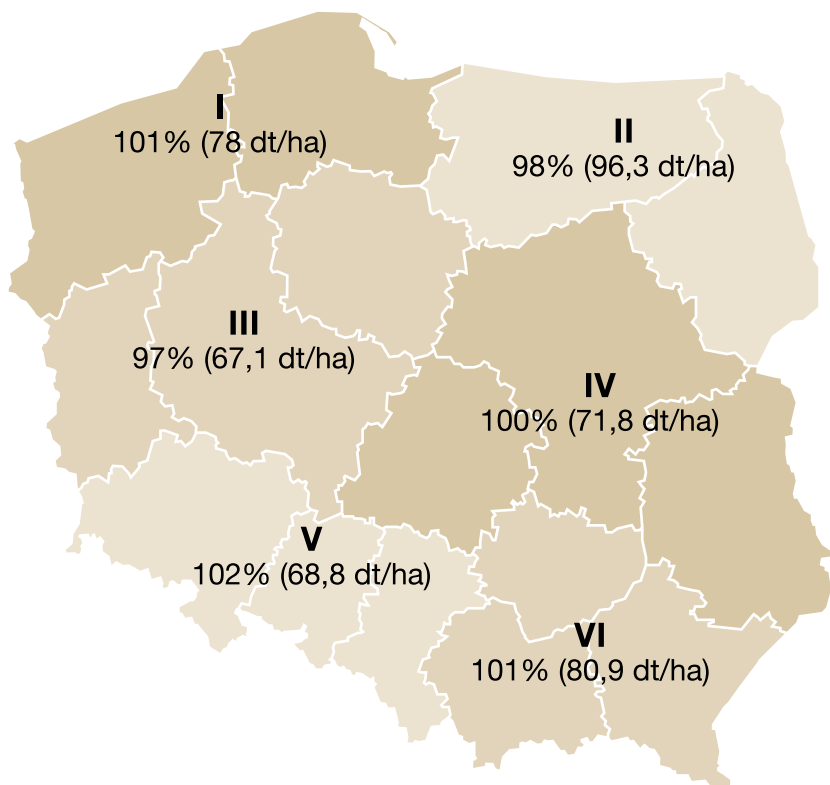 I
101% (78 dt/ha)
II
98% (96,3 dt/ha)
III
97% (67,1 dt/ha)
IV
100% (71,8 dt/ha)
V
102% (68,8 dt/ha)
VI
101% (80,9 dt/ha)